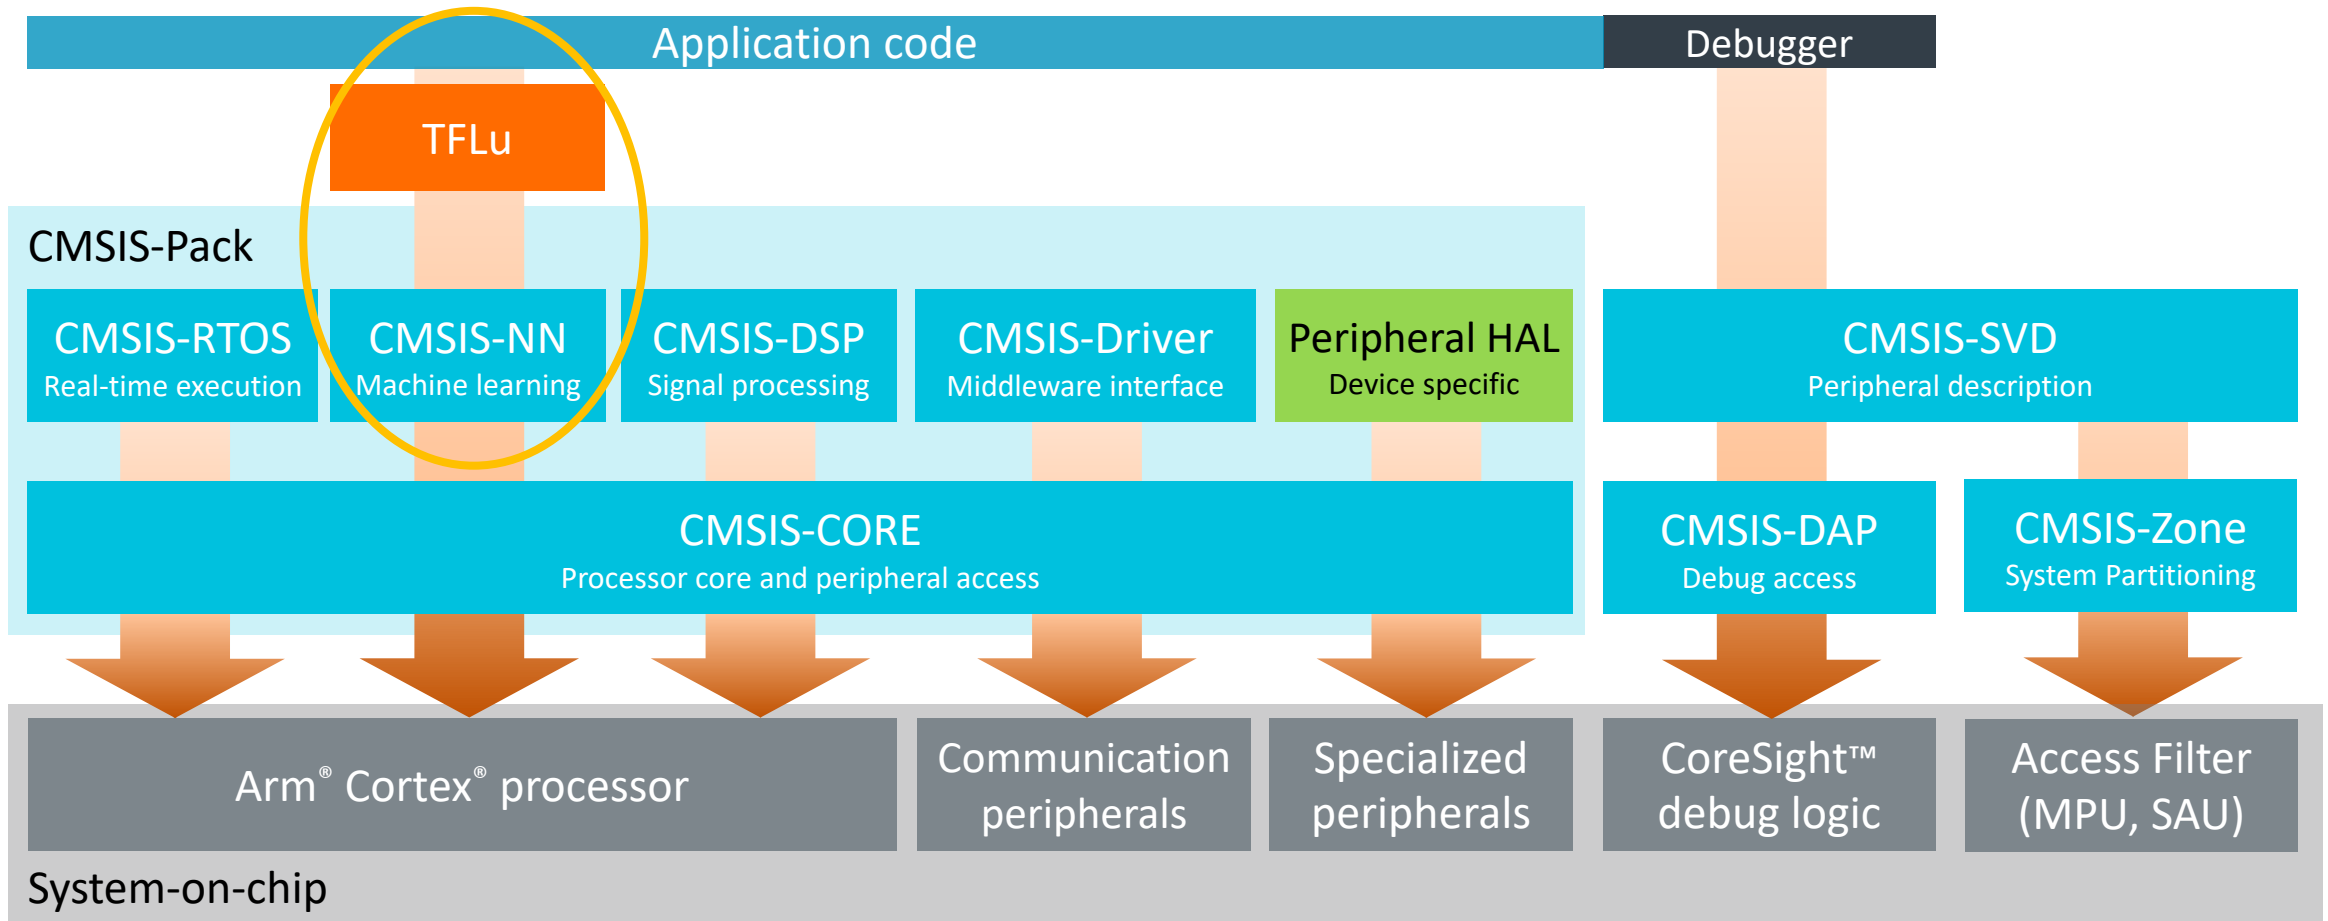 Application code
Debugger
TFLu
CMSIS-Pack
CMSIS-RTOS
Real-time execution
CMSIS-NN
Machine learning
CMSIS-DSP
Signal processing
CMSIS-Driver
Middleware interface
Peripheral HAL
Device specific
CMSIS-SVD
Peripheral description
CMSIS-CORE
Processor core and peripheral access
CMSIS-DAP
Debug access
CMSIS-Zone
System Partitioning
Arm® Cortex® processor
Communication
peripherals
Specialized
peripherals
CoreSight™
debug logic
Access Filter
(MPU, SAU)
System-on-chip